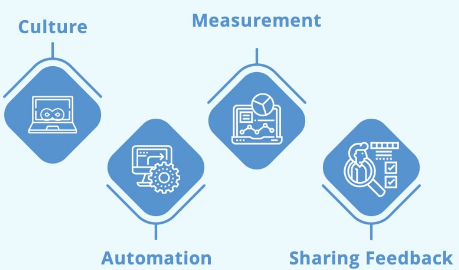 Culture
Measurement
Automation
Sharing Feedback